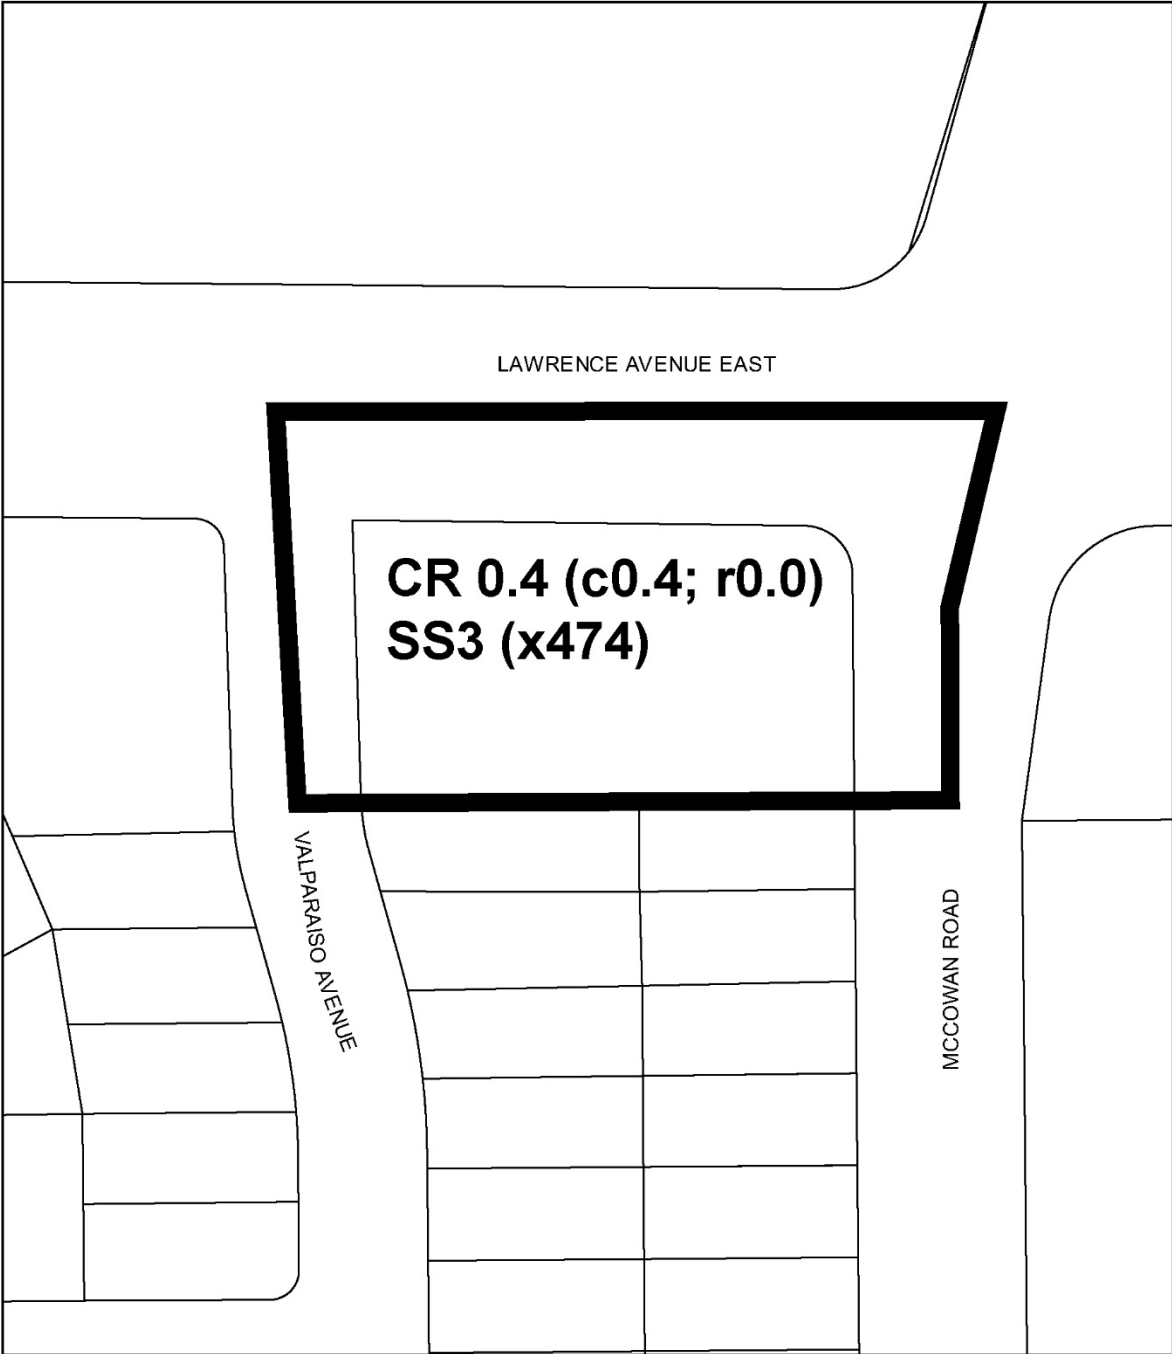 LAWRENCE AVENUE EAST
CR 0.4 (c0.4; r0.0)
SS3 (x474)
VALPARAISO AVENUE
MCCOWAN ROAD